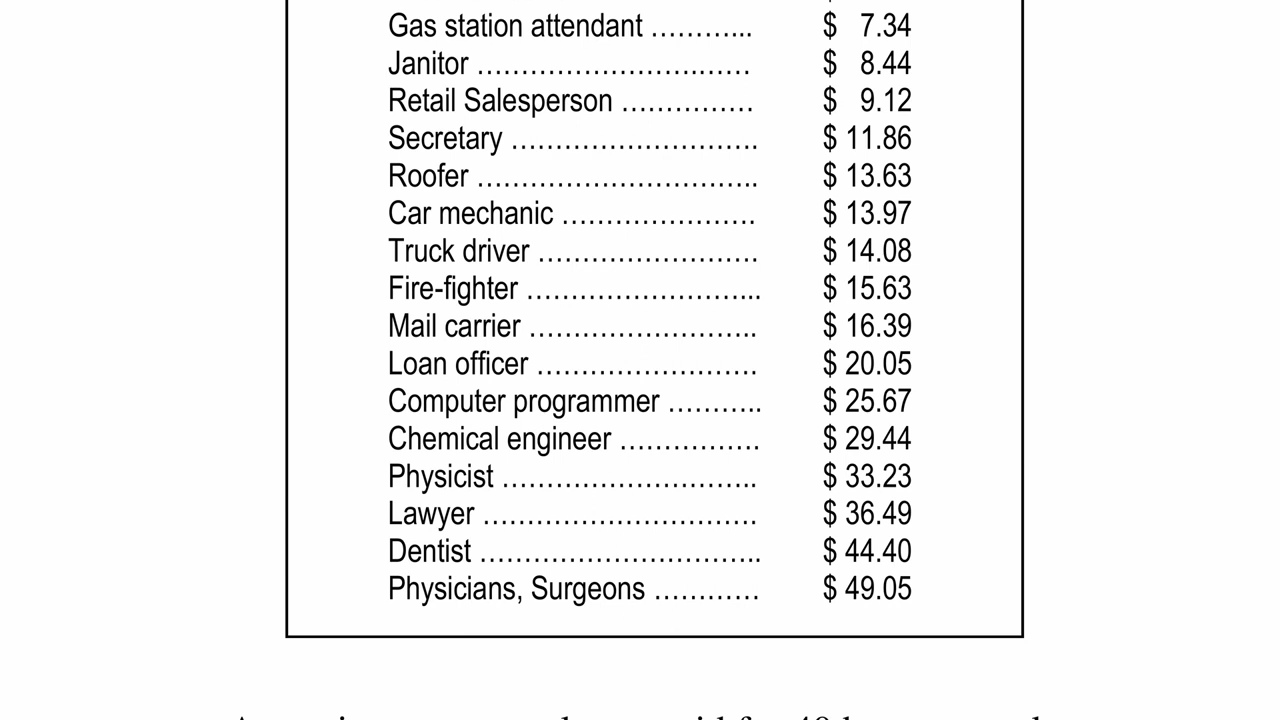 Gas station attendant ……….... $ 7.34
Janitor ……………………..…… $ 8.44
Retail Salesperson …………… $ 9.12
Secretary ………………………. $ 11.86
Roofer ………………………….. $ 13.63
Car mechanic …………………. $ 13.97
Truck driver ……………………. $ 14.08
Fire-fighter ……………………... $ 15.63
Mail carrier …………………….. $ 16.39
Loan officer ……………………. $ 20.05
Computer programmer ……….. $ 25.67
Chemical engineer ……………. $ 29.44
Physicist ……………………….. $ 33.23
Lawyer …………………………. $ 36.49
Dentist ………………………….. $ 44.40
Physicians, Surgeons ………… $ 49.05